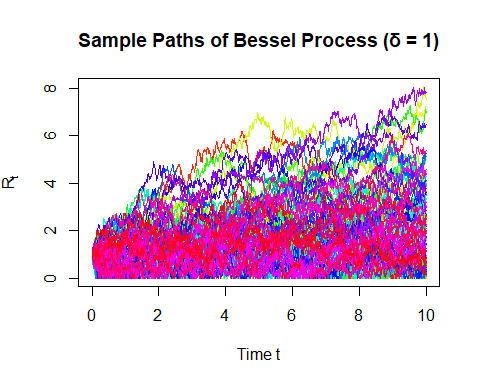 Sample Paths of Bessel Process (δ = 1)
8
6
4
2
0
Rt
0 2 4 6 8 10
Time t